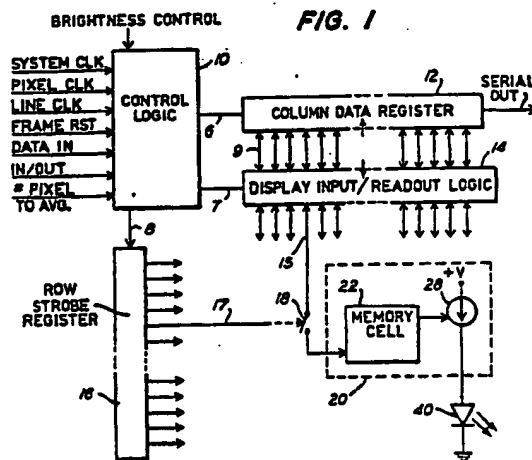 FIG. 1
BRIGHTNESS CONTROL
SYSTEM CLK
PIXEL CLK
LINE CLK
FRAME RST
DATA IN
IN/OUT
# PIXEL
TO AVG.
CONTROL
LOGIC
10
6
7
8
9
12
COLUMN DATA REGISTER
SERIAL
OUT
14
DISPLAY INPUT/READOUT LOGIC
15
ROW
STROBE
REGISTER
16
17
18
22
MEMORY
CELL
+V
28
20
40